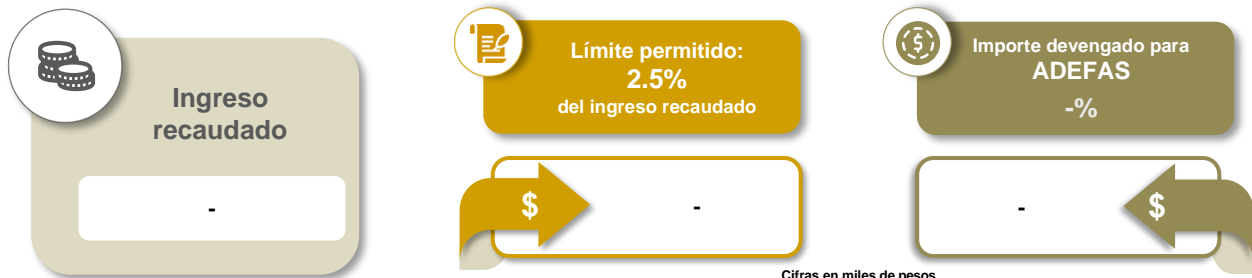 Ingreso
recaudado
-
Límite permitido:
2.5%
del ingreso recaudado
$
-
Importe devengado para
ADEFAS
-%
-
$
Cifras en miles de pesos